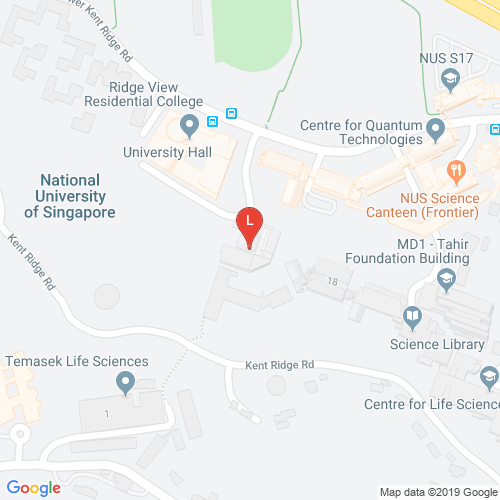 Lower Kent Ridge Rd
NUS S17
Ridge View
Residential College
University Hall
Centre for Quantum
Technologies
National
University
of Singapore
NUS Science
Canteen (Frontier)
L
MD1 - Tahir
Foundation Building
Kent Ridge Rd
18
Science Library
Temasek Life Sciences
Kent Ridge Rd
1
Centre for Life Science
Google
Map data ©2019 Google